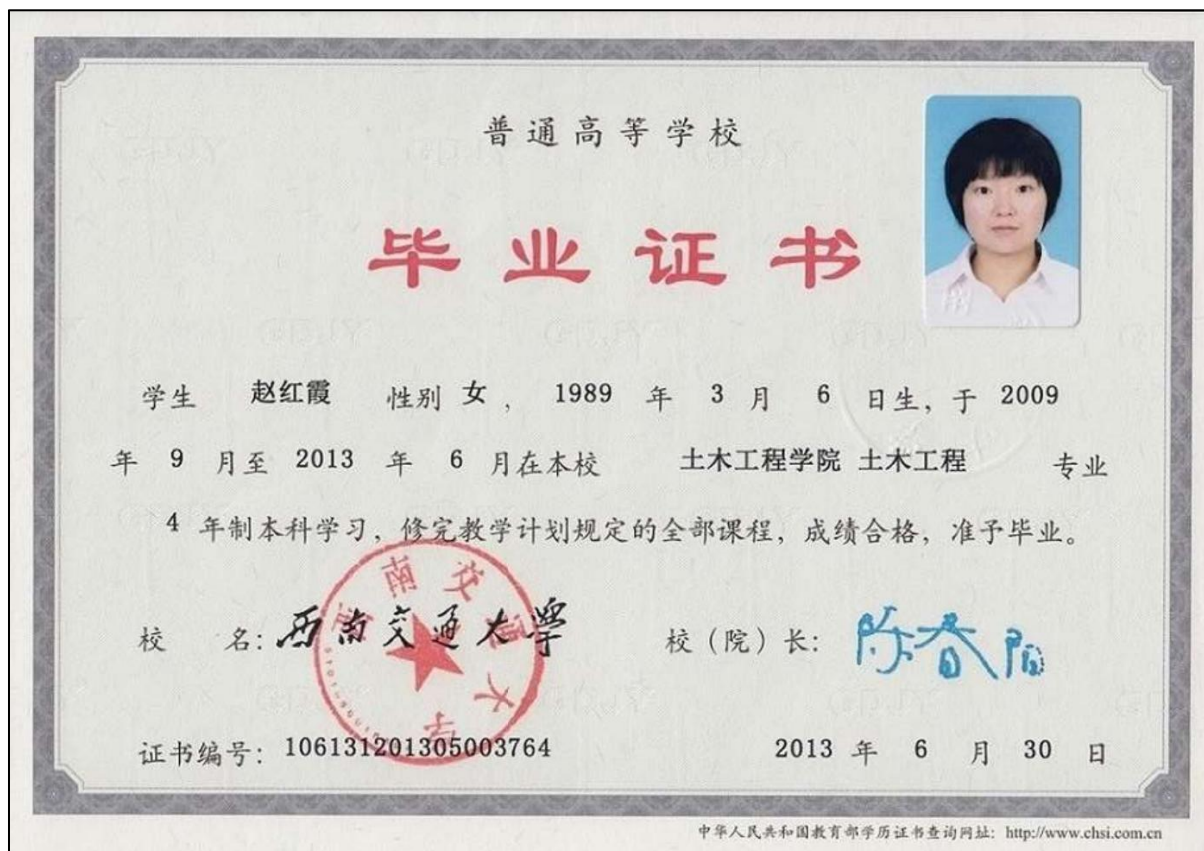 普通高等学校
毕业证书
学生 赵红霞 性别 女，1989 年 3 月 6 日生，于 2009
年 9 月至 2013 年 6 月在本校 土木工程学院 土木工程 专业
4 年制本科学习，修完教学计划规定的全部课程，成绩合格，准予毕业。
校 名：西南交通大学 校（院）长：陈春阳
西南交通大学
证书编号：106131201305003764 2013 年 6 月 30 日
中华人民共和国教育部学历证书查询网址：http://www.chsi.com.cn